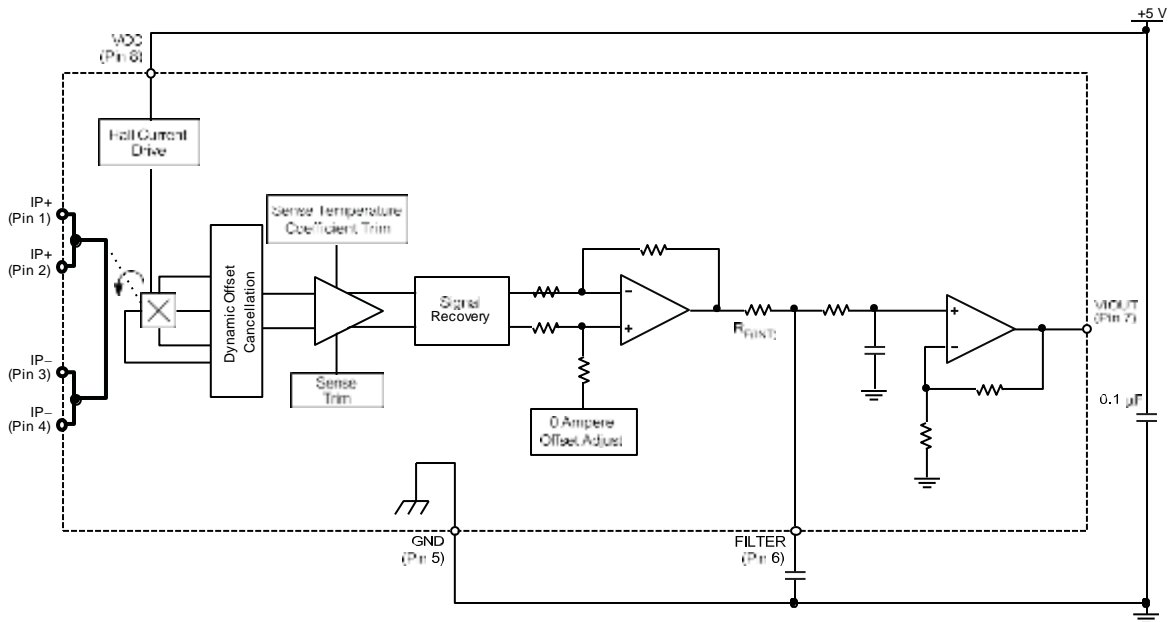 +5 V
VCC
(Pin 8)
Hall Current
Drive
IP+
(Pin 1)
IP+
(Pin 2)
IP−
(Pin 3)
IP−
(Pin 4)
Dynamic Offset
Cancellation
Sense Temperature
Coefficient Trim
Sense
Trim
Signal
Recovery
0 Ampere
Offset Adjust
RF(INT)
VIOUT
(Pin 7)
0.1 µF
GND
(Pin 5)
FILTER
(Pin 6)